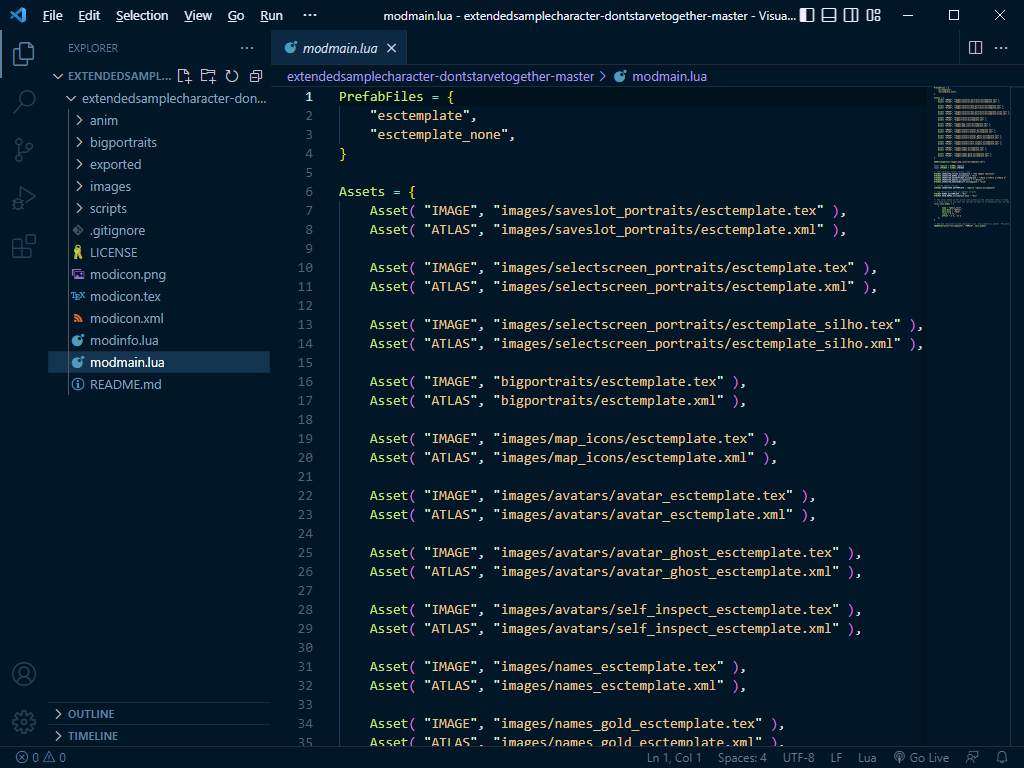 File Edit Selection View Go Run ··· modmain.lua - extendedsamplecharacter-dontstarvetogether-master - Visua...
EXPLORER ···
EXTENDEDSAMPL...
extendedsamplecharacter-don...
anim
bigportraits
exported
images
scripts
.gitignore
LICENSE
modicon.png
TEX modicon.tex
modicon.xml
modinfo.lua
modmain.lua
README.md
OUTLINE
TIMELINE
modmain.lua
extendedsamplecharacter-dontstarvetogether-master > modmain.lua
1 PrefabFiles = {
2 "esctemplate",
3 "esctemplate_none",
4 }
5
6 Assets = {
7 Asset( "IMAGE", "images/saveslot_portraits/esctemplate.tex" ),
8 Asset( "ATLAS", "images/saveslot_portraits/esctemplate.xml" ),
9
10 Asset( "IMAGE", "images/selectscreen_portraits/esctemplate.tex" ),
11 Asset( "ATLAS", "images/selectscreen_portraits/esctemplate.xml" ),
12
13 Asset( "IMAGE", "images/selectscreen_portraits/esctemplate_silho.tex" ),
14 Asset( "ATLAS", "images/selectscreen_portraits/esctemplate_silho.xml" ),
15
16 Asset( "IMAGE", "bigportraits/esctemplate.tex" ),
17 Asset( "ATLAS", "bigportraits/esctemplate.xml" ),
18
19 Asset( "IMAGE", "images/map_icons/esctemplate.tex" ),
20 Asset( "ATLAS", "images/map_icons/esctemplate.xml" ),
21
22 Asset( "IMAGE", "images/avatars/avatar_esctemplate.tex" ),
23 Asset( "ATLAS", "images/avatars/avatar_esctemplate.xml" ),
24
25 Asset( "IMAGE", "images/avatars/avatar_ghost_esctemplate.tex" ),
26 Asset( "ATLAS", "images/avatars/avatar_ghost_esctemplate.xml" ),
27
28 Asset( "IMAGE", "images/avatars/self_inspect_esctemplate.tex" ),
29 Asset( "ATLAS", "images/avatars/self_inspect_esctemplate.xml" ),
30
31 Asset( "IMAGE", "images/names_esctemplate.tex" ),
32 Asset( "ATLAS", "images/names_esctemplate.xml" ),
33
34 Asset( "IMAGE", "images/names_gold_esctemplate.tex" ),
35 Asset( "ATLAS", "images/names_gold_esctemplate.xml" ),
0 0 Ln 1, Col 1 Spaces: 4 UTF-8 LF Lua Go Live